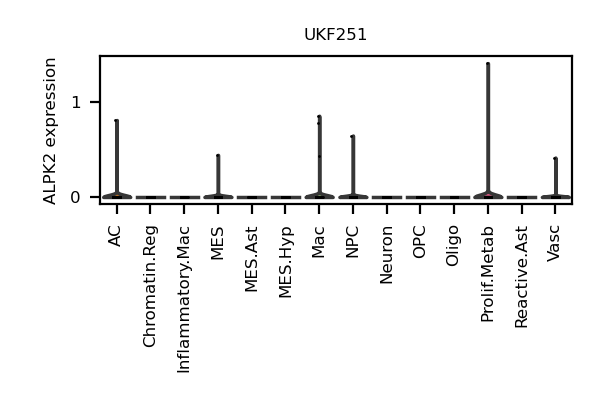 UKF251
ALPK2 expression
1
0
AC
Chromatin.Reg
Inflammatory.Mac
MES
MES.Ast
MES.Hyp
Mac
NPC
Neuron
OPC
Oligo
Prolif.Metab
Reactive.Ast
Vasc